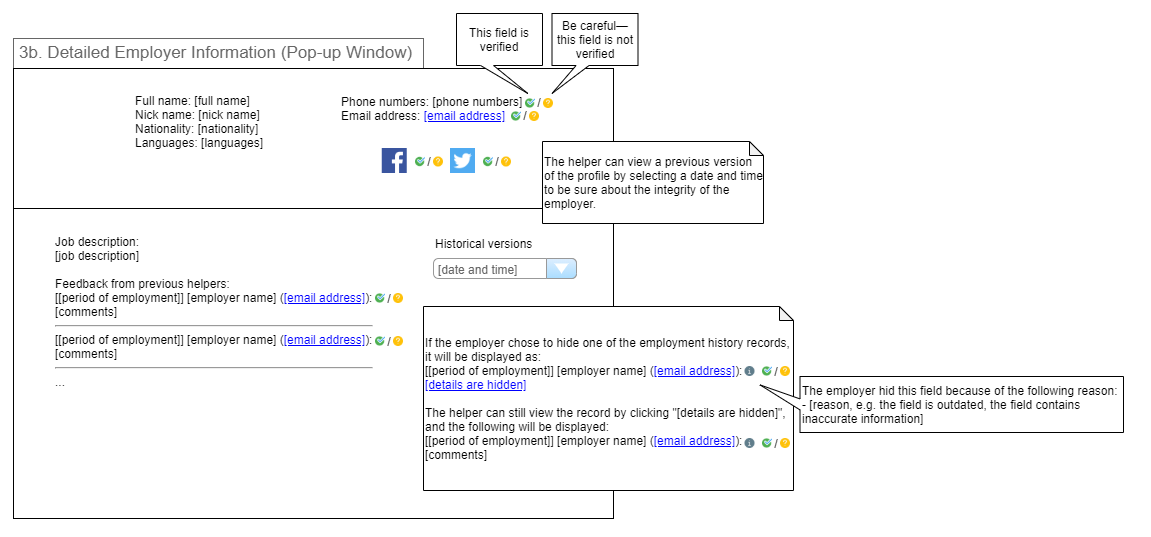 This field is
verified
Be careful—
this field is not
verified
3b. Detailed Employer Information (Pop-up Window)
Full name: [full name]
Nick name: [nick name]
Nationality: [nationality]
Languages: [languages]
Phone numbers: [phone numbers] /
Email address: [email address] /
/ /
The helper can view a previous version
of the profile by selecting a date and time
to be sure about the integrity of the
employer.
Job description:
[job description]
Feedback from previous helpers:
[[period of employment]] [employer name] ([email address]): /
[comments]
[[period of employment]] [employer name] ([email address]): /
[comments]
...
Historical versions
[date and time]
If the employer chose to hide one of the employment history records,
it will be displayed as:
[[period of employment]] [employer name] ([email address]): /
[details are hidden]
The helper can still view the record by clicking "[details are hidden]",
and the following will be displayed:
[[period of employment]] [employer name] ([email address]): /
[comments]
The employer hid this field because of the following reason:
- [reason, e.g. the field is outdated, the field contains
inaccurate information]